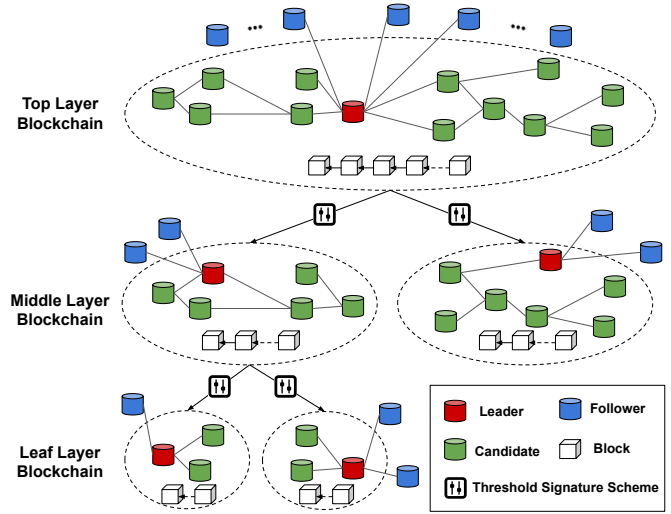 Top Layer
Blockchain
Middle Layer
Blockchain
Leaf Layer
Blockchain
Leader
Follower
Candidate
Block
Threshold Signature Scheme